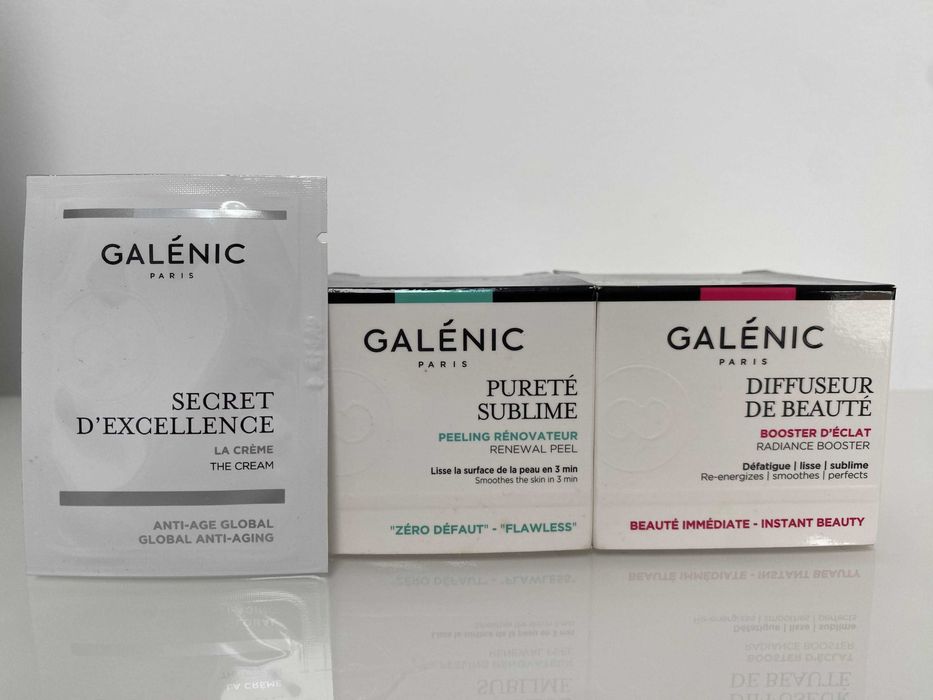 GALÉNIC
PARIS
SECRET
D'EXCELLENCE
LA CRÈME
THE CREAM
ANTI-AGE GLOBAL
GLOBAL ANTI-AGING
GALÉNIC
PARIS
PURETÉ
SUBLIME
PEELING RÉNOVATEUR
RENEWAL PEEL
Lisse la surface de la peau en 3 min
Smoothes the skin in 3 min
"ZÉRO DÉFAUT" - "FLAWLESS"
GALÉNIC
PARIS
DIFFUSEUR
DE BEAUTÉ
BOOSTER D'ÉCLAT
RADIANCE BOOSTER
Défatigue | lisse | sublime
Re-energizes | smoothes | perfects
BEAUTÉ IMMÉDIATE - INSTANT BEAUTY